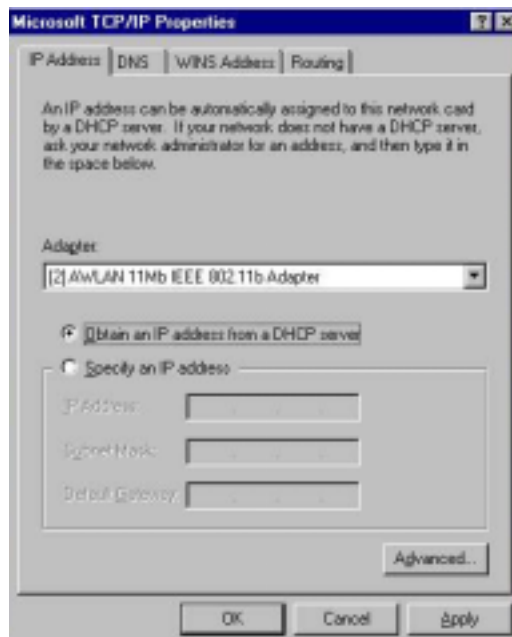 Microsoft TCP/IP Properties
IP Address
DNS
WINS Address
Routing
An IP address can be automatically assigned to this network card
by a DHCP server. If your network does not have a DHCP server,
ask your network administrator for an address, and then type it in
the space below.
Adapter:
[2] AWLAN 11Mb IEEE 802.11b Adapter
Obtain an IP address from a DHCP server
Specify an IP address
IP Address:
Subnet Mask:
Default Gateway:
Advanced...
OK
Cancel
Apply